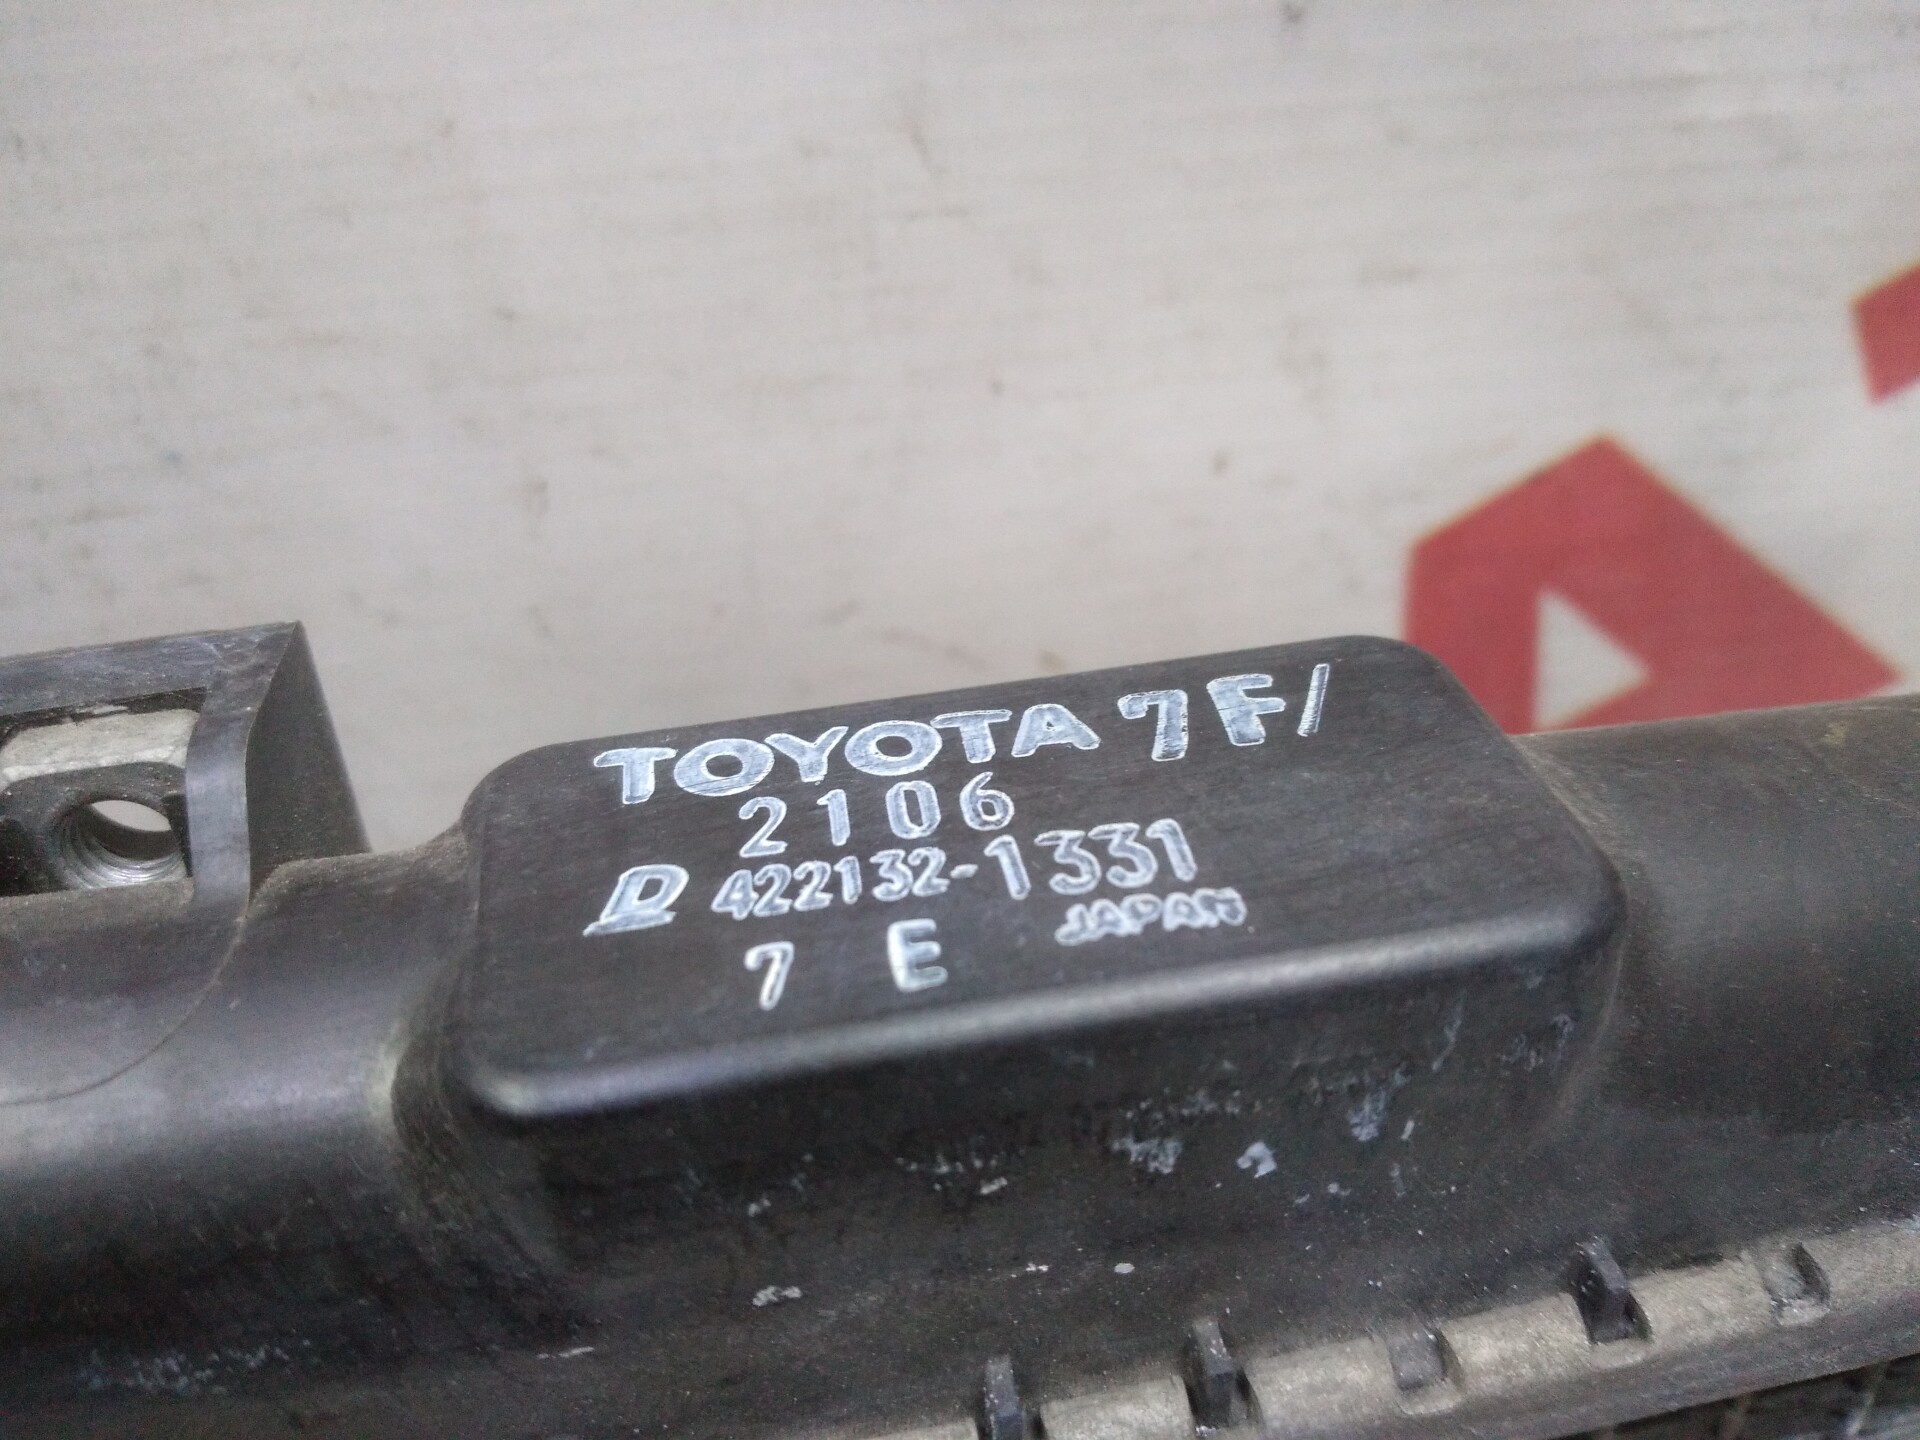 TOYOTA 7F/
2106
D 422132-1331
7 E JAPAN